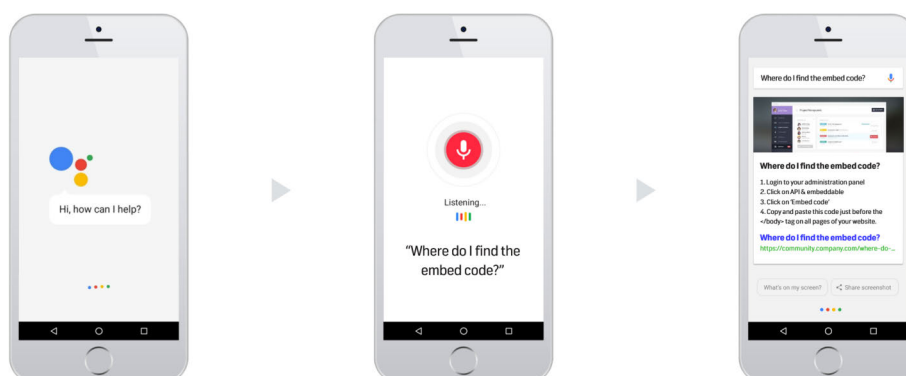 Hi, how can I help?
Listening...
“Where do I find the
embed code?”
Where do I find the embed code?
Where do I find the embed code?
1. Login to your administration panel
2. Click on API & embeddable
3. Click on 'Embed code'
4. Copy and paste this code just before the
</body> tag on all pages of your website.
Where do I find the embed code?
https://community.company.com/where-do-...
What's on my screen?
Share screenshot